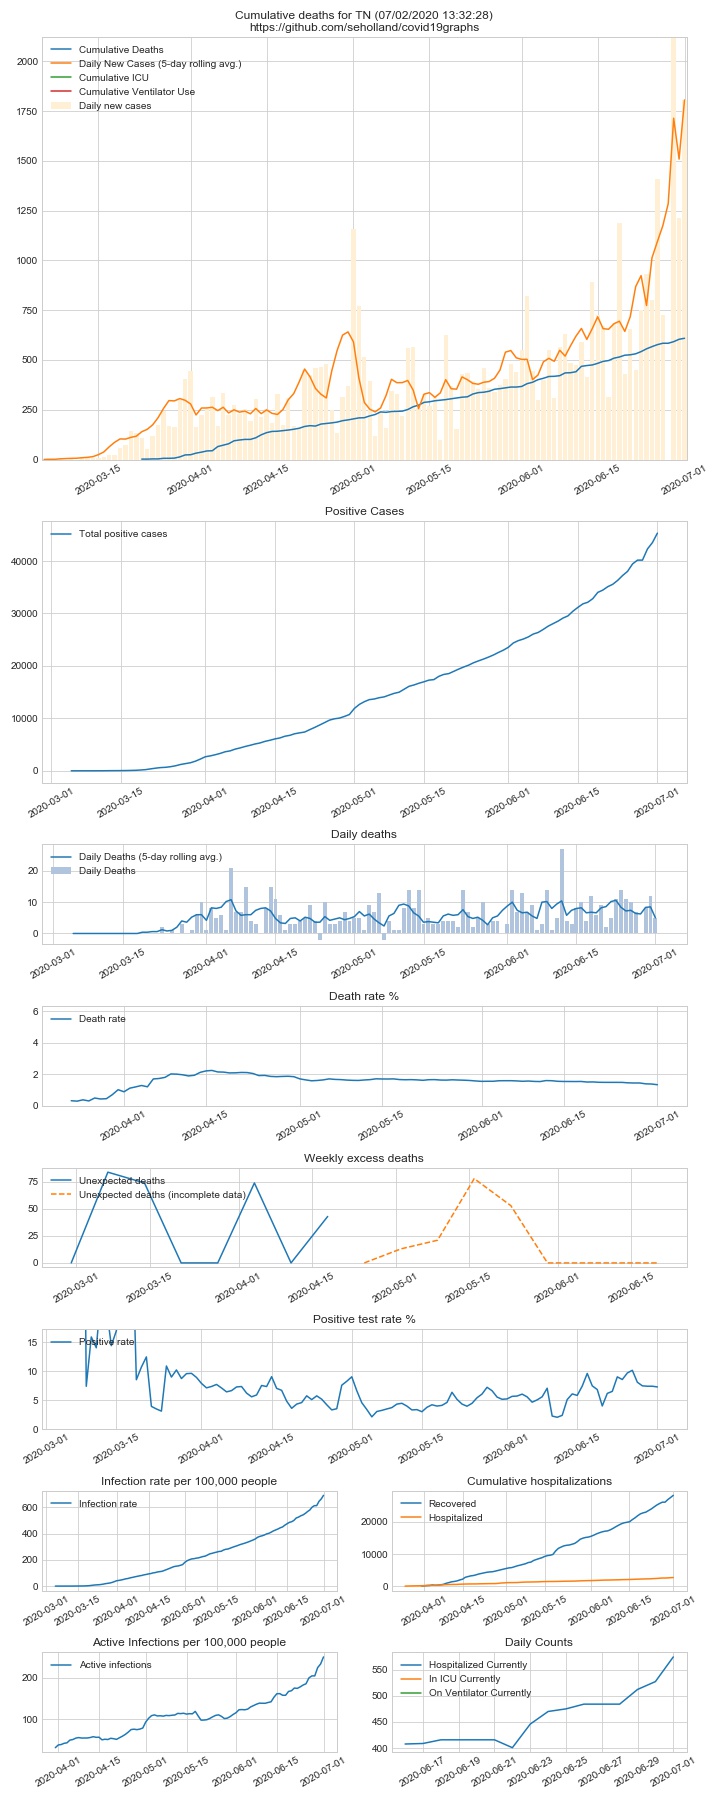 Cumulative deaths for TN (07/02/2020 13:32:28)
https://github.com/seholland/covid19graphs
Cumulative Deaths
Daily New Cases (5-day rolling avg.)
Cumulative ICU
Cumulative Ventilator Use
Daily new cases
2000
1750
1500
1250
1000
750
500
250
0
2020-03-15 2020-04-01 2020-04-15 2020-05-01 2020-05-15 2020-06-01 2020-06-15 2020-07-01
Positive Cases
Total positive cases
40000
30000
20000
10000
0
2020-03-01 2020-03-15 2020-04-01 2020-04-15 2020-05-01 2020-05-15 2020-06-01 2020-06-15 2020-07-01
Daily deaths
Daily Deaths (5-day rolling avg.)
Daily Deaths
20
10
0
2020-03-01 2020-03-15 2020-04-01 2020-04-15 2020-05-01 2020-05-15 2020-06-01 2020-06-15 2020-07-01
Death rate %
Death rate
6
4
2
0
2020-04-01 2020-04-15 2020-05-01 2020-05-15 2020-06-01 2020-06-15 2020-07-01
Weekly excess deaths
Unexpected deaths
Unexpected deaths (incomplete data)
75
50
25
0
2020-03-01 2020-03-15 2020-04-01 2020-04-15 2020-05-01 2020-05-15 2020-06-01 2020-06-15
Positive test rate %
Positive rate
15
10
5
0
2020-03-01 2020-03-15 2020-04-01 2020-04-15 2020-05-01 2020-05-15 2020-06-01 2020-06-15 2020-07-01
Infection rate per 100,000 people
Infection rate
600
400
200
0
2020-03-01 2020-03-15 2020-04-01 2020-04-15 2020-05-01 2020-05-15 2020-06-01 2020-06-15 2020-07-01
Cumulative hospitalizations
Recovered
Hospitalized
20000
10000
0
2020-04-01 2020-04-15 2020-05-01 2020-05-15 2020-06-01 2020-06-15 2020-07-01
Active Infections per 100,000 people
Active infections
200
100
2020-04-01 2020-04-15 2020-05-01 2020-05-15 2020-06-01 2020-06-15 2020-07-01
Daily Counts
Hospitalized Currently
In ICU Currently
On Ventilator Currently
550
500
450
400
2020-06-17 2020-06-19 2020-06-21 2020-06-23 2020-06-25 2020-06-27 2020-06-29 2020-07-01